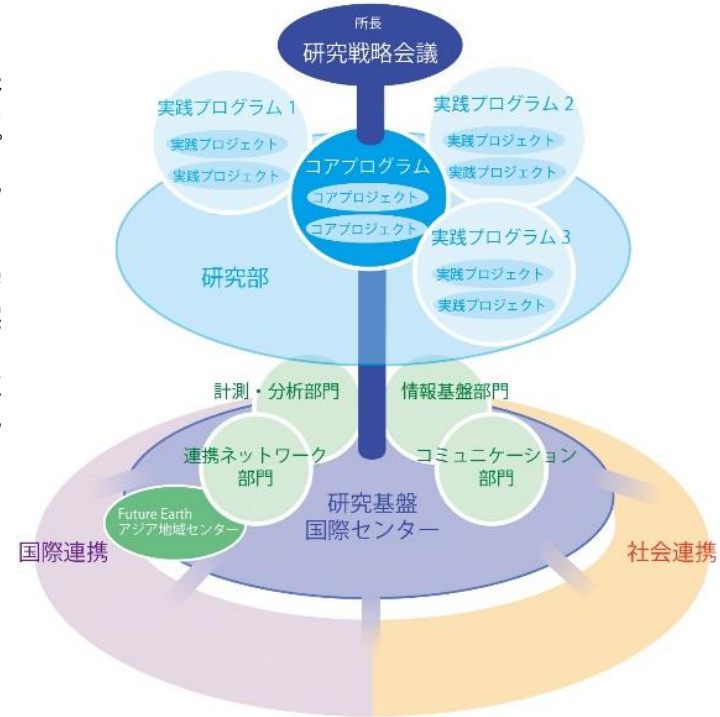 所長
研究戦略会議
実践プログラム 1
実践プロジェクト
実践プロジェクト
実践プログラム 2
実践プロジェクト
実践プロジェクト
コアプログラム
コアプロジェクト
コアプロジェクト
実践プログラム 3
実践プロジェクト
実践プロジェクト
研究部
計測・分析部門
情報基盤部門
連携ネットワーク
部門
コミュニケーション
部門
研究基盤
国際センター
Future Earth
アジア地域センター
国際連携
社会連携